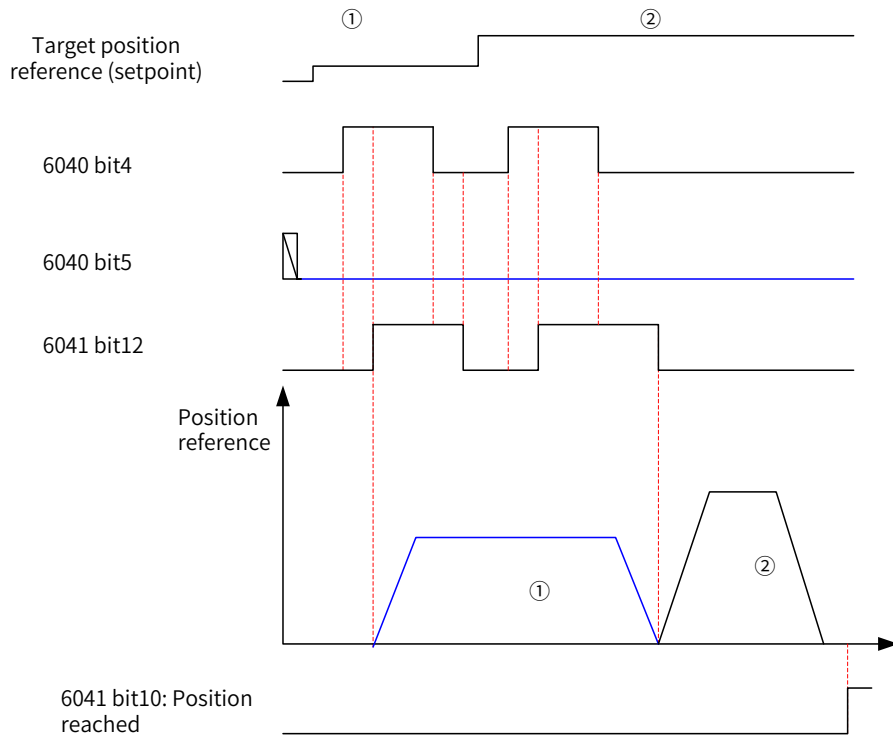 ① ②
Target position
reference (setpoint)
6040 bit4
6040 bit5
6041 bit12
Position
reference
①
②
6041 bit10: Position
reached